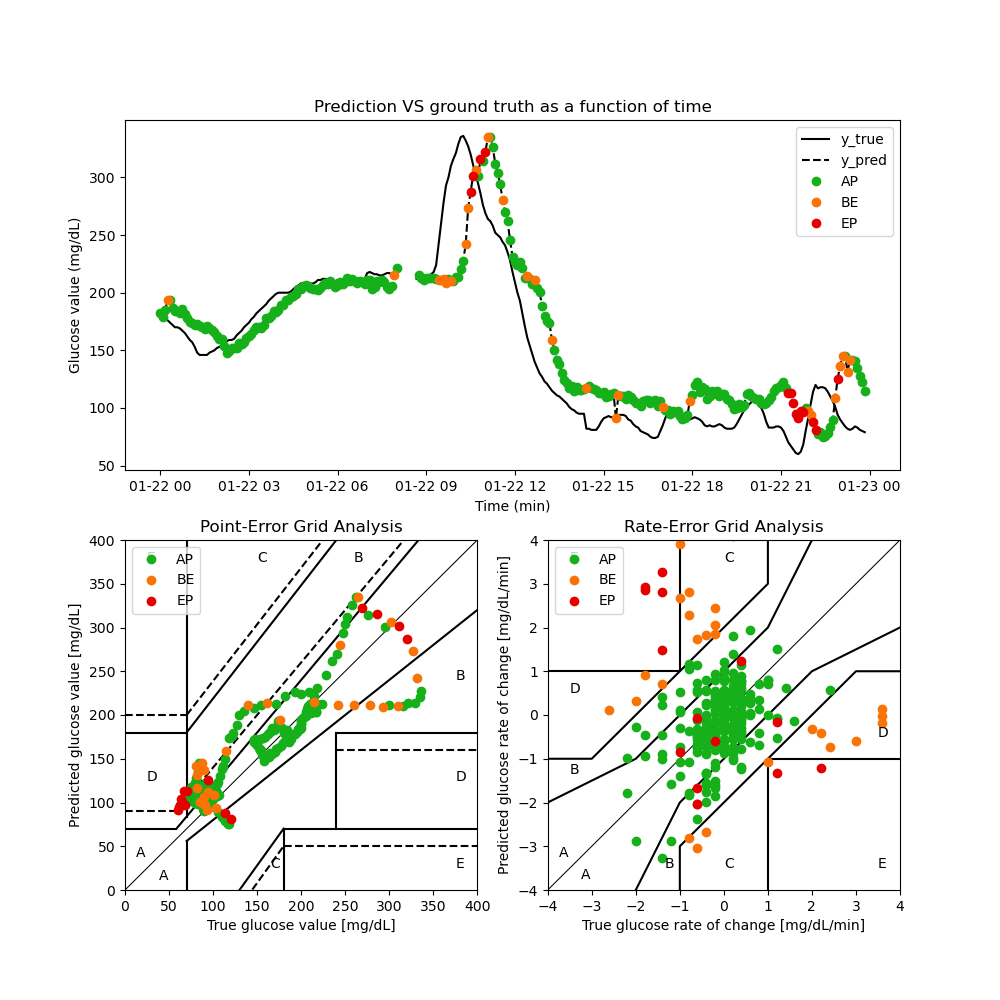 Prediction VS ground truth as a function of time
Glucose value (mg/dL)
300
250
200
150
100
50
y_true
y_pred
AP
BE
EP
01-22 00 01-22 03 01-22 06 01-22 09 01-22 12 01-22 15 01-22 18 01-22 21 01-23 00
Time (min)
Point-Error Grid Analysis
Predicted glucose value [mg/dL]
400
350
300
250
200
150
100
50
0
AP
BE
EP
C
B
B
D
D
A
A
C
E
0 50 100 150 200 250 300 350 400
True glucose value [mg/dL]
Rate-Error Grid Analysis
Predicted glucose rate of change [mg/dL/min]
4
3
2
1
0
−1
−2
−3
−4
AP
BE
EP
C
D
D
B
A
A
B
C
E
−4 −3 −2 −1 0 1 2 3 4
True glucose rate of change [mg/dL/min]